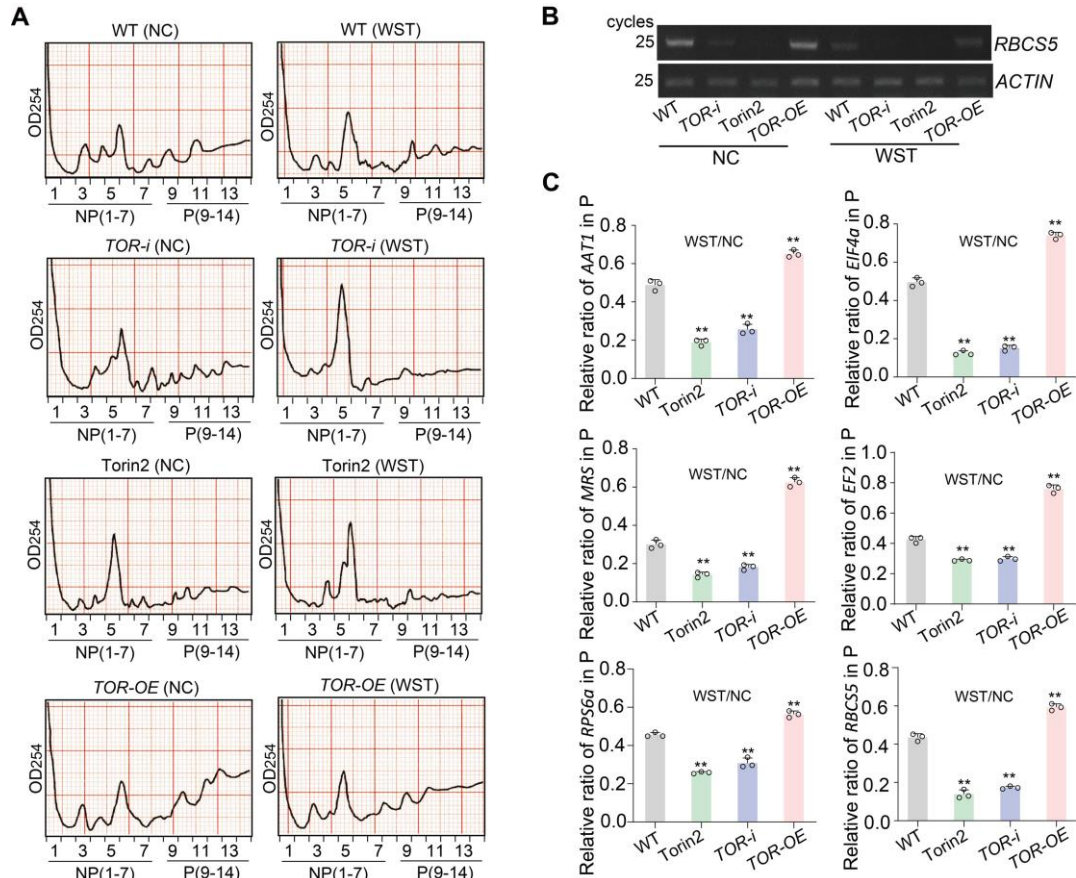 A
WT (NC)
WT (WST)
OD254
OD254
1 3 5 7 9 11 13
1 3 5 7 9 11 13
NP(1-7) P(9-14)
NP(1-7) P(9-14)
TOR-i (NC)
TOR-i (WST)
OD254
OD254
1 3 5 7 9 11 13
1 3 5 7 9 11 13
NP(1-7) P(9-14)
NP(1-7) P(9-14)
Torin2 (NC)
Torin2 (WST)
OD254
OD254
1 3 5 7 9 11 13
1 3 5 7 9 11 13
NP(1-7) P(9-14)
NP(1-7) P(9-14)
TOR-OE (NC)
TOR-OE (WST)
OD254
OD254
1 3 5 7 9 11 13
1 3 5 7 9 11 13
NP(1-7) P(9-14)
NP(1-7) P(9-14)
B
cycles
25 RBCS5
25 ACTIN
WT TOR-i Torin2 TOR-OE WT TOR-i Torin2 TOR-OE
NC WST
C
Relative ratio of AAT1 in P
0.8
0.6
0.4
0.2
0
WST/NC
** ** **
WT Torin2 TOR-i TOR-OE
Relative ratio of EIF4a in P
0.8
0.6
0.4
0.2
0.0
WST/NC
** ** **
WT Torin2 TOR-i TOR-OE
Relative ratio of MRS in P
0.8
0.6
0.4
0.2
0
WST/NC
** ** **
WT Torin2 TOR-i TOR-OE
Relative ratio of EF2 in P
1.0
0.8
0.6
0.4
0.2
0.0
WST/NC
** ** **
WT Torin2 TOR-i TOR-OE
Relative ratio of RPS6a in P
0.8
0.6
0.4
0.2
0
WST/NC
** ** **
WT Torin2 TOR-i TOR-OE
Relative ratio of RBCS5 in P
0.8
0.6
0.4
0.2
0.0
WST/NC
** ** **
WT Torin2 TOR-i TOR-OE